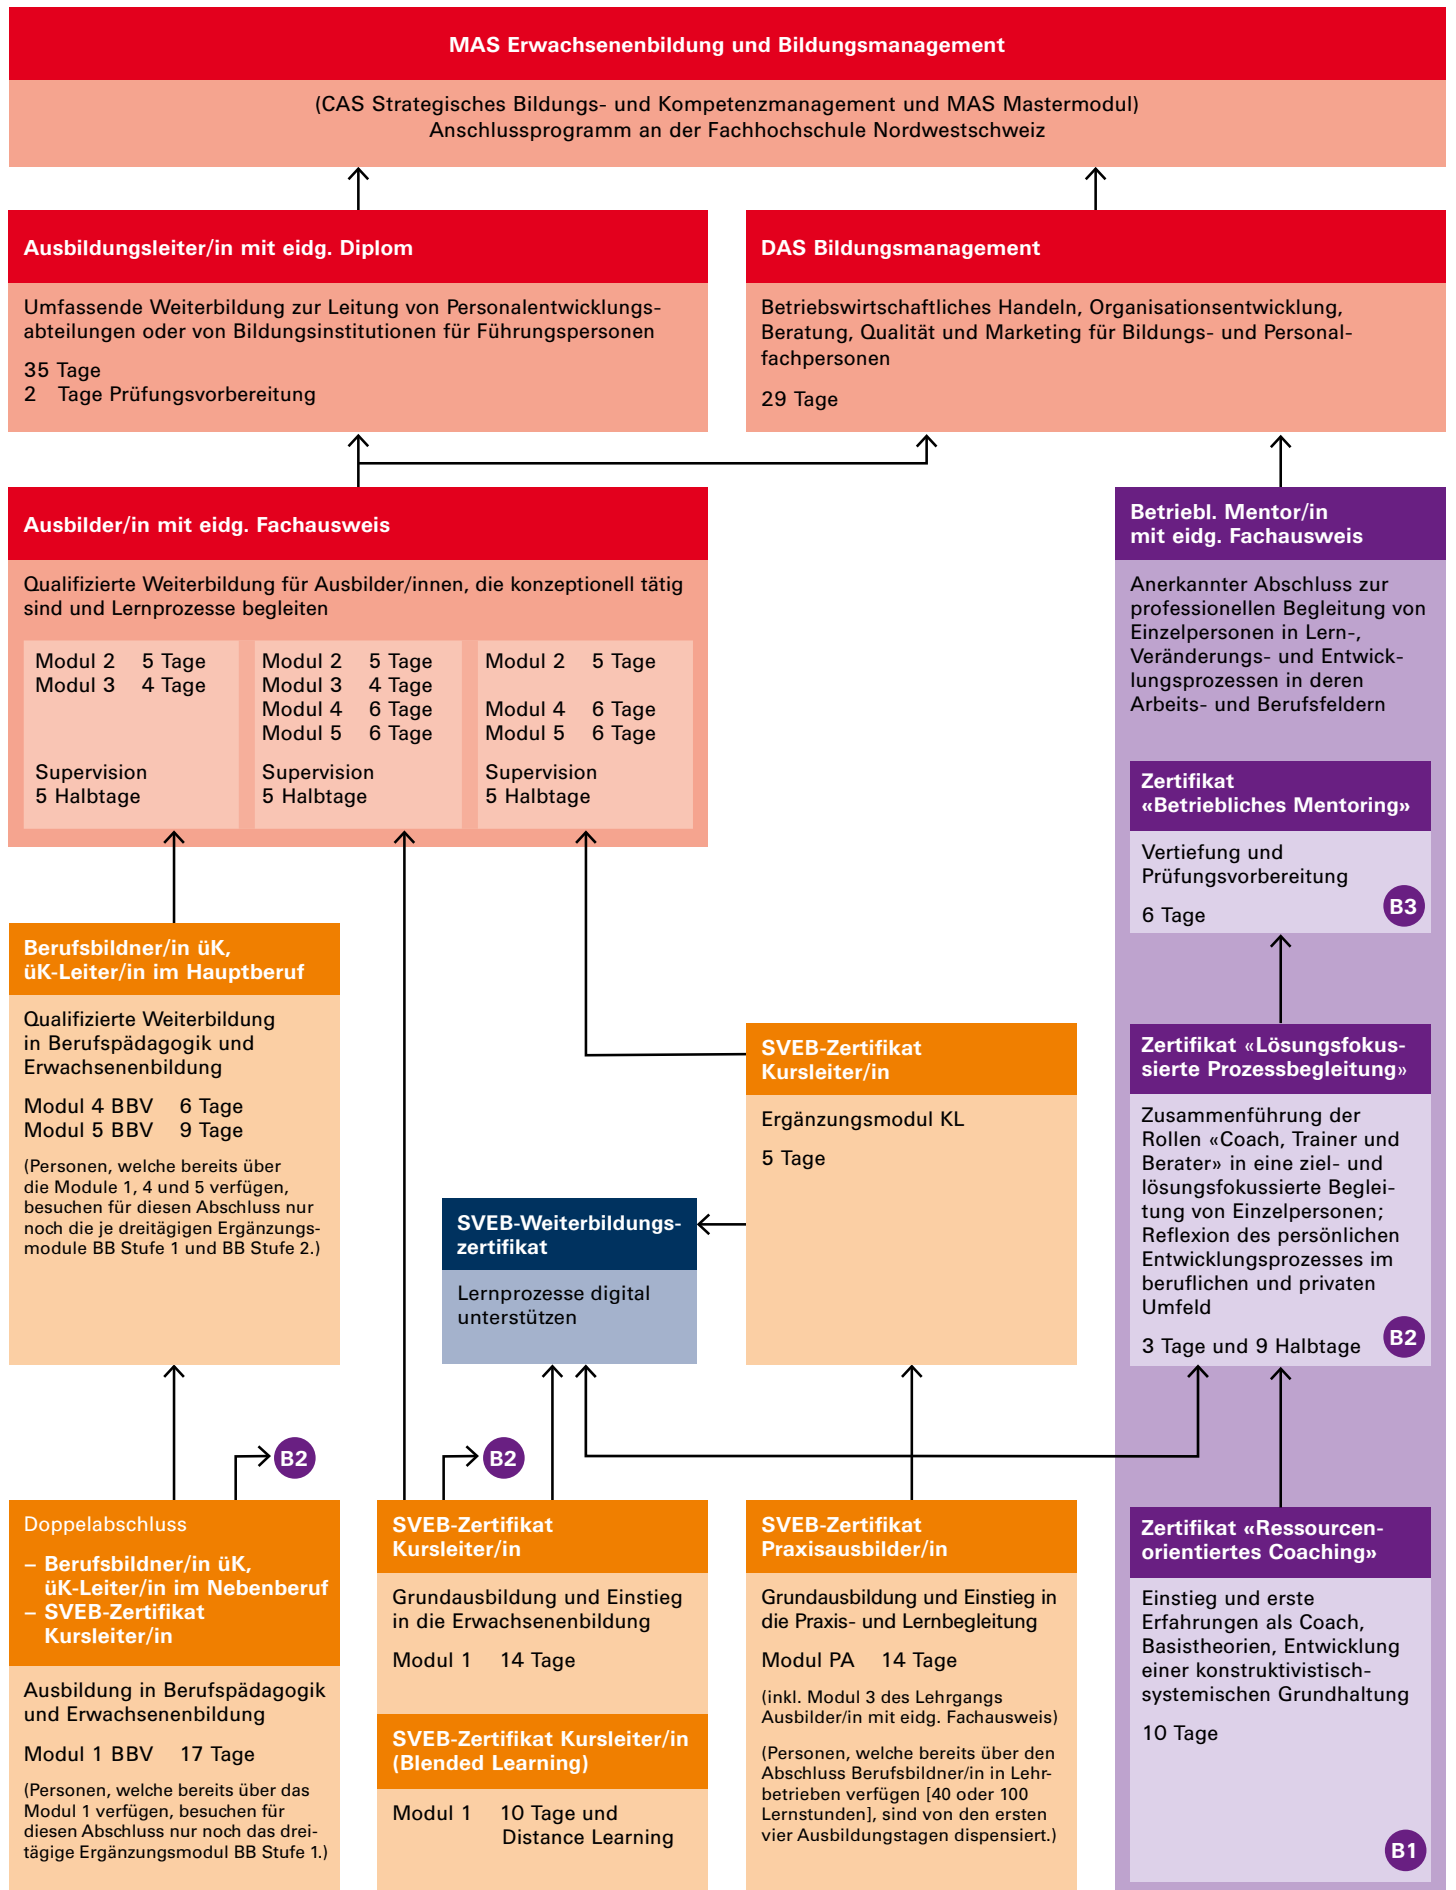 MAS Erwachsenenbildung und Bildungsmanagement
(CAS Strategisches Bildungs- und Kompetenzmanagement und MAS Mastermodul)
Anschlussprogramm an der Fachhochschule Nordwestschweiz
Ausbildungsleiter/in mit eidg. Diplom
Umfassende Weiterbildung zur Leitung von Personalentwicklungs-
abteilungen oder von Bildungsinstitutionen für Führungspersonen
35 Tage
2 Tage Prüfungsvorbereitung
DAS Bildungsmanagement
Betriebswirtschaftliches Handeln, Organisationsentwicklung,
Beratung, Qualität und Marketing für Bildungs- und Personal-
fachpersonen
29 Tage
Ausbilder/in mit eidg. Fachausweis
Qualifizierte Weiterbildung für Ausbilder/innen, die konzeptionell tätig
sind und Lernprozesse begleiten
Modul 2 5 Tage
Modul 3 4 Tage
Supervision
5 Halbtage
Modul 2 5 Tage
Modul 3 4 Tage
Modul 4 6 Tage
Modul 5 6 Tage
Supervision
5 Halbtage
Modul 2 5 Tage
Modul 4 6 Tage
Modul 5 6 Tage
Supervision
5 Halbtage
Betriebl. Mentor/in
mit eidg. Fachausweis
Anerkannter Abschluss zur
professionellen Begleitung von
Einzelpersonen in Lern-,
Veränderungs- und Entwick-
lungsprozessen in deren
Arbeits- und Berufsfeldern
Zertifikat
«Betriebliches Mentoring»
Vertiefung und
Prüfungsvorbereitung
6 Tage
B3
Berufsbildner/in üK,
üK-Leiter/in im Hauptberuf
Qualifizierte Weiterbildung
in Berufspädagogik und
Erwachsenenbildung
Modul 4 BBV 6 Tage
Modul 5 BBV 9 Tage
(Personen, welche bereits über
die Module 1, 4 und 5 verfügen,
besuchen für diesen Abschluss nur
noch die je dreitägigen Ergänzungs-
module BB Stufe 1 und BB Stufe 2.)
SVEB-Zertifikat
Kursleiter/in
Ergänzungsmodul KL
5 Tage
SVEB-Weiterbildungs-
zertifikat
Lernprozesse digital
unterstützen
Zertifikat «Lösungsfokus-
sierte Prozessbegleitung»
Zusammenführung der
Rollen «Coach, Trainer und
Berater» in eine ziel- und
lösungsfokussierte Beglei-
tung von Einzelpersonen;
Reflexion des persönlichen
Entwicklungsprozesses im
beruflichen und privaten
Umfeld
3 Tage und 9 Halbtage
B2
B2
B2
Doppelabschluss
– Berufsbildner/in üK,
üK-Leiter/in im Nebenberuf
– SVEB-Zertifikat
Kursleiter/in
Ausbildung in Berufspädagogik
und Erwachsenenbildung
Modul 1 BBV 17 Tage
(Personen, welche bereits über das
Modul 1 verfügen, besuchen für
diesen Abschluss nur noch das drei-
tägige Ergänzungsmodul BB Stufe 1.)
SVEB-Zertifikat
Kursleiter/in
Grundausbildung und Einstieg
in die Erwachsenenbildung
Modul 1 14 Tage
SVEB-Zertifikat Kursleiter/in
(Blended Learning)
Modul 1 10 Tage und
Distance Learning
SVEB-Zertifikat
Praxisausbilder/in
Grundausbildung und Einstieg in
die Praxis- und Lernbegleitung
Modul PA 14 Tage
(inkl. Modul 3 des Lehrgangs
Ausbilder/in mit eidg. Fachausweis)
(Personen, welche bereits über den
Abschluss Berufsbildner/in in Lehr-
betrieben verfügen [40 oder 100
Lernstunden], sind von den ersten
vier Ausbildungstagen dispensiert.)
Zertifikat «Ressourcen-
orientiertes Coaching»
Einstieg und erste
Erfahrungen als Coach,
Basistheorien, Entwicklung
einer konstruktivistisch-
systemischen Grundhaltung
10 Tage
B1